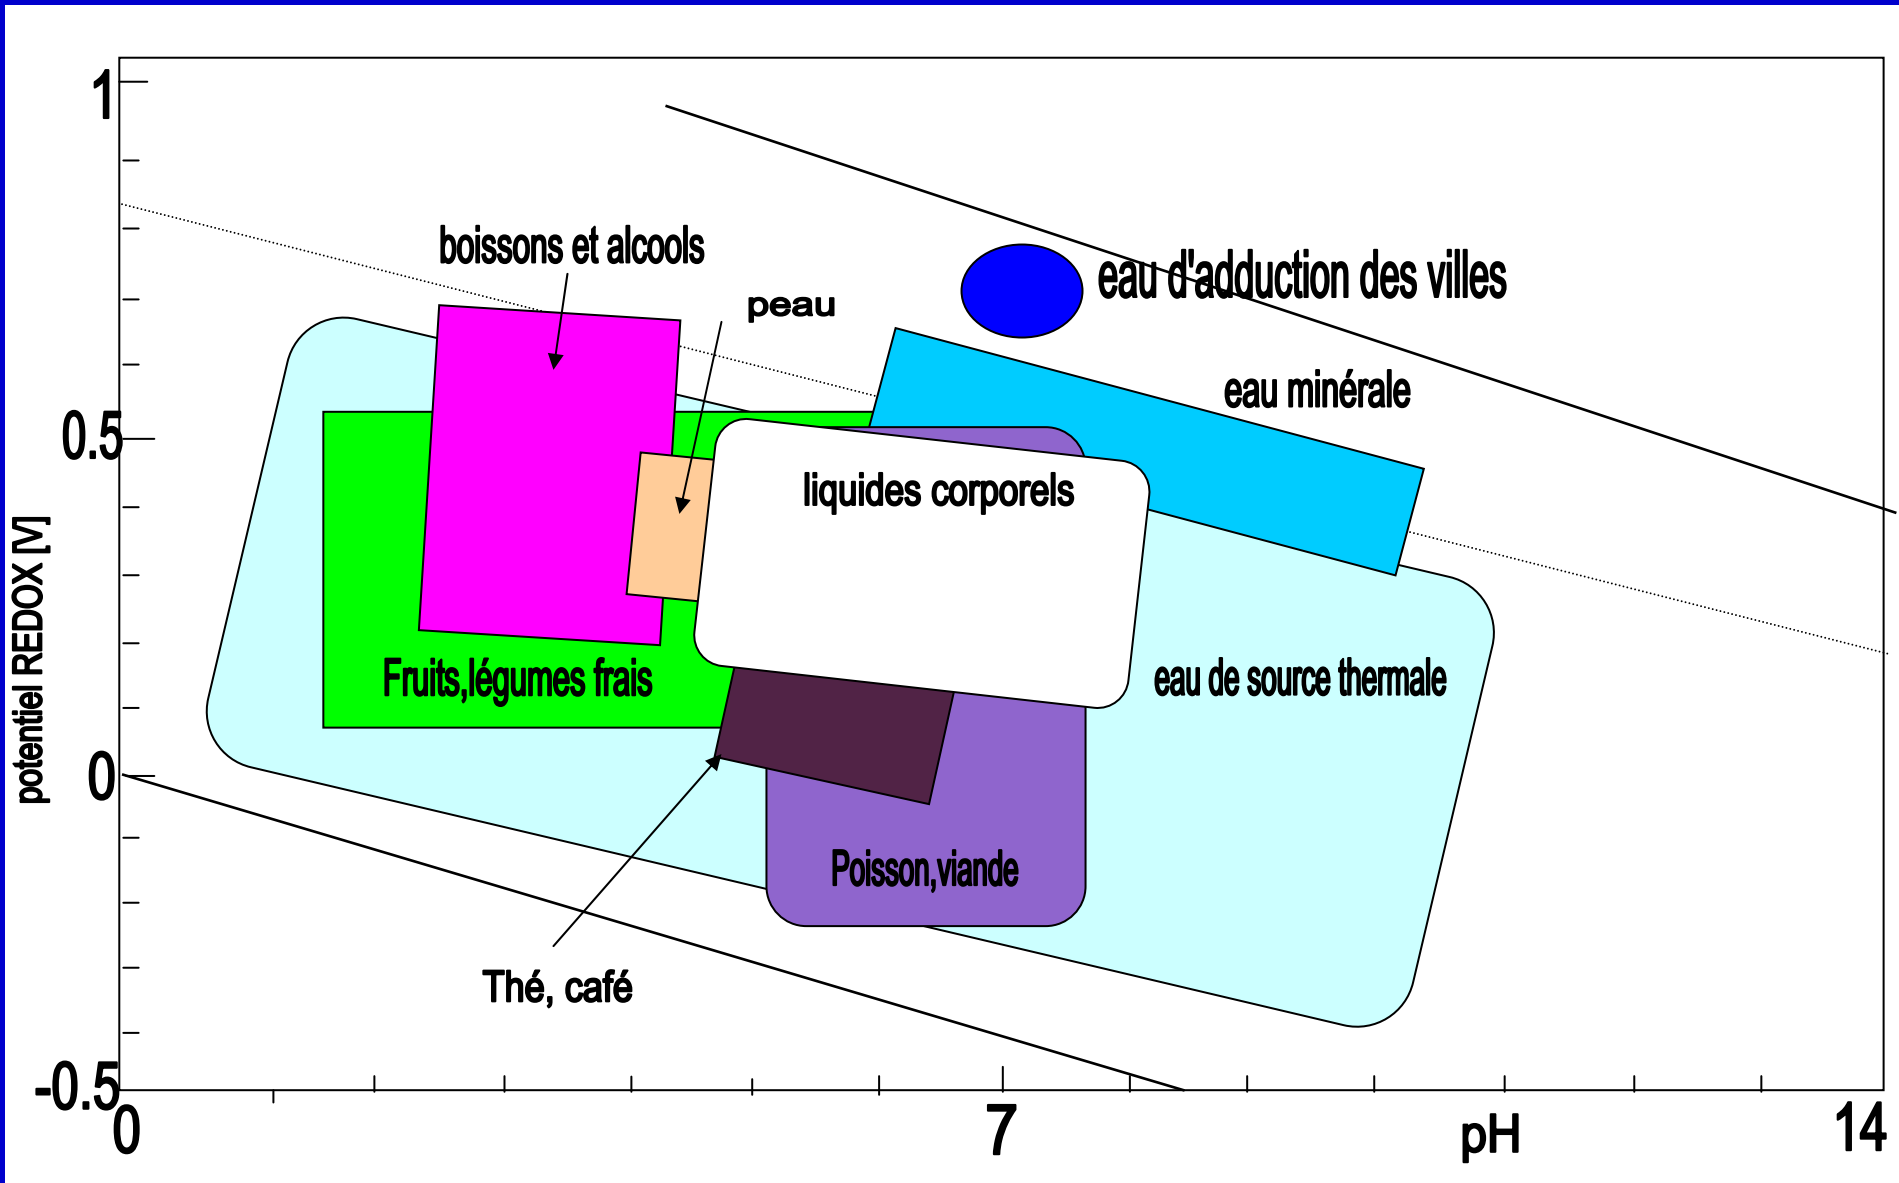 1
boissons et alcools
eau d'adduction des villes
peau
eau minérale
0.5
liquides corporels
potentiel REDOX [V]
Fruits,légumes frais
eau de source thermale
0
Poisson,viande
Thé, café
-0.5
0
7
pH
14